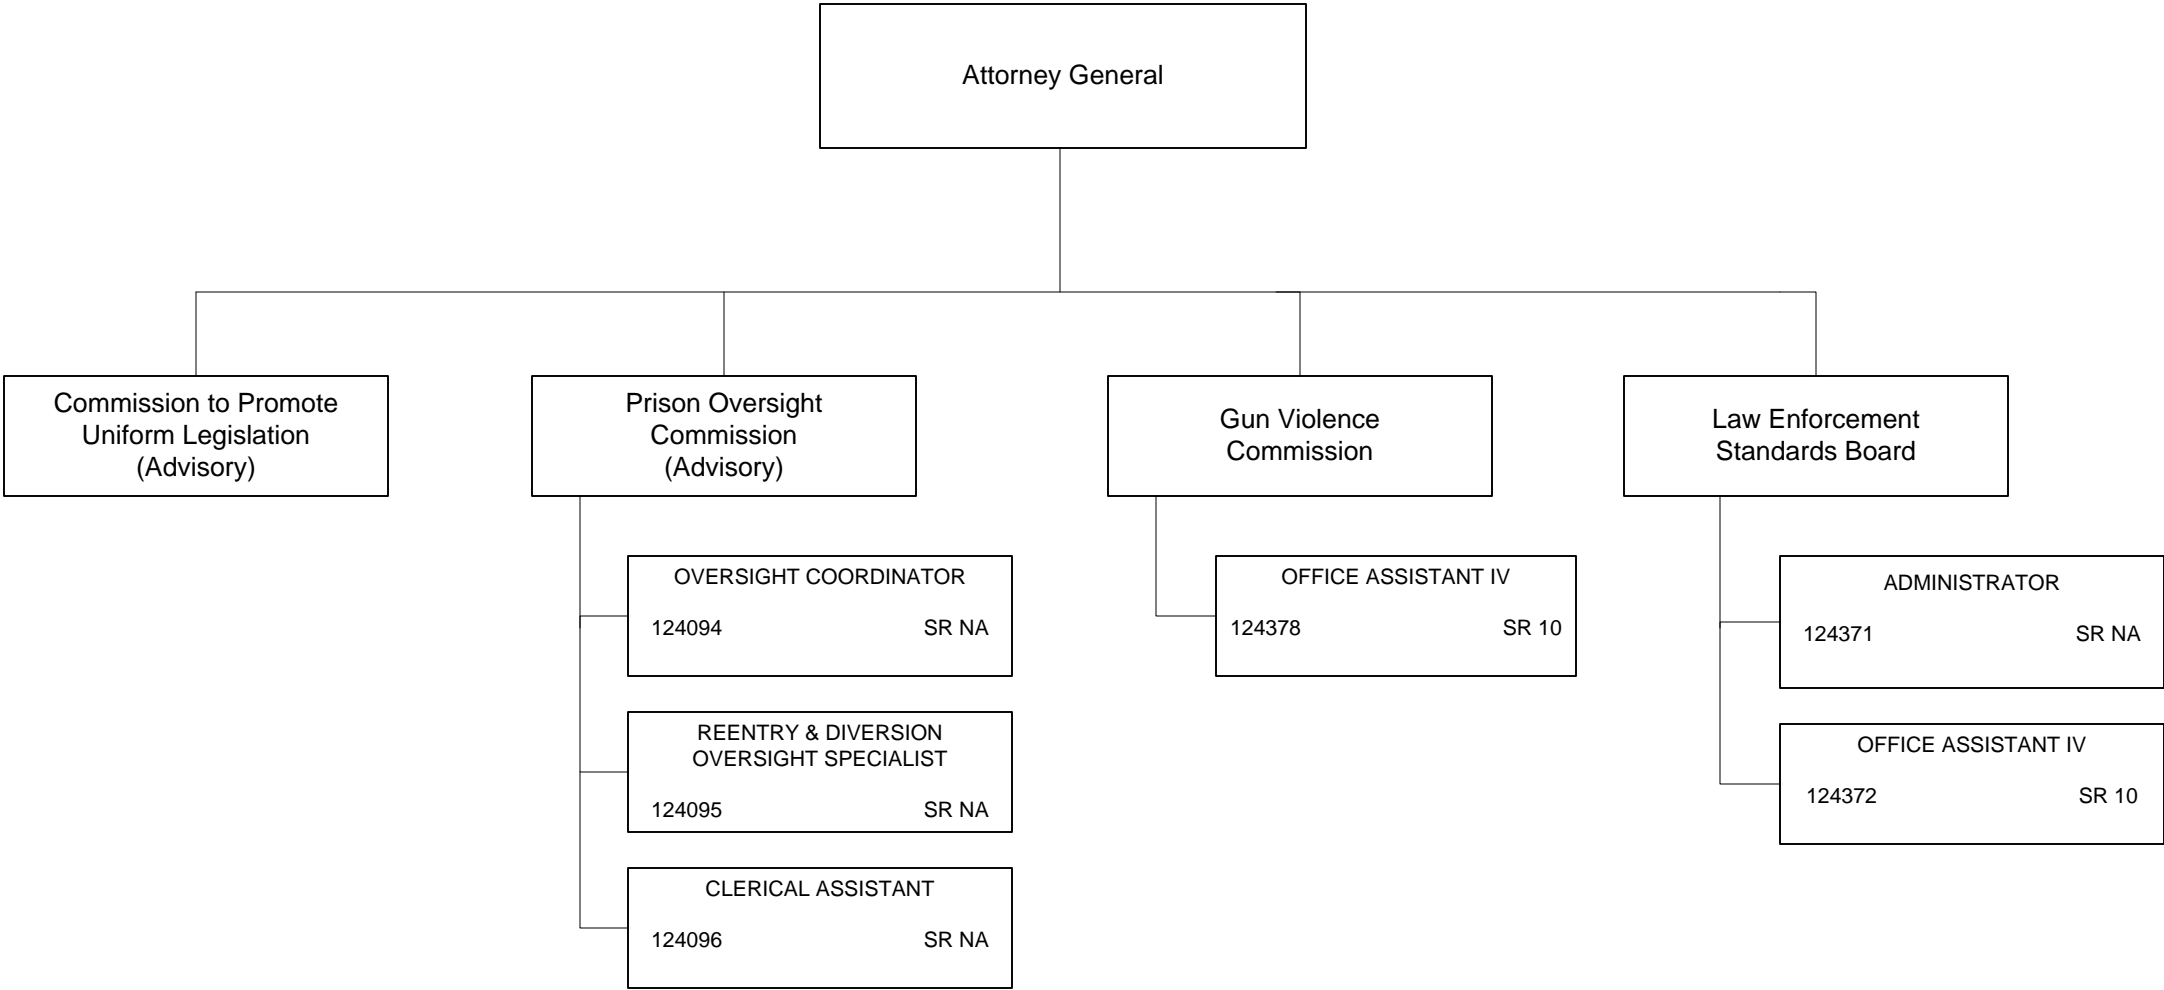 Attorney General
Commission to Promote
Uniform Legislation
(Advisory)
Prison Oversight
Commission
(Advisory)
Gun Violence
Commission
Law Enforcement
Standards Board
OVERSIGHT COORDINATOR
124094 SR NA
REENTRY & DIVERSION
OVERSIGHT SPECIALIST
124095 SR NA
CLERICAL ASSISTANT
124096 SR NA
OFFICE ASSISTANT IV
124378 SR 10
ADMINISTRATOR
124371 SR NA
OFFICE ASSISTANT IV
124372 SR 10